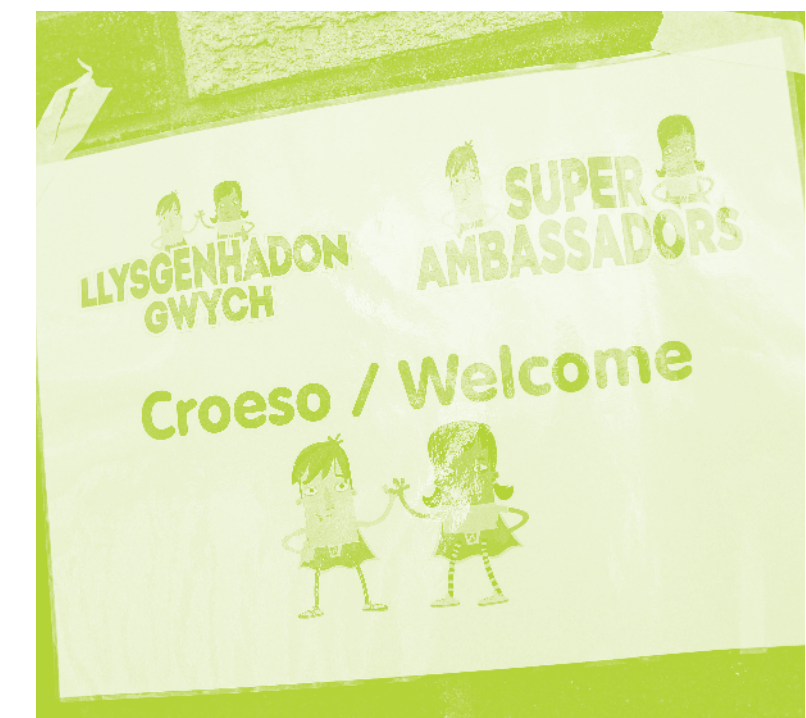 LLYSGENHADON
GWYCH
SUPER
AMBASSADORS
Croeso / Welcome